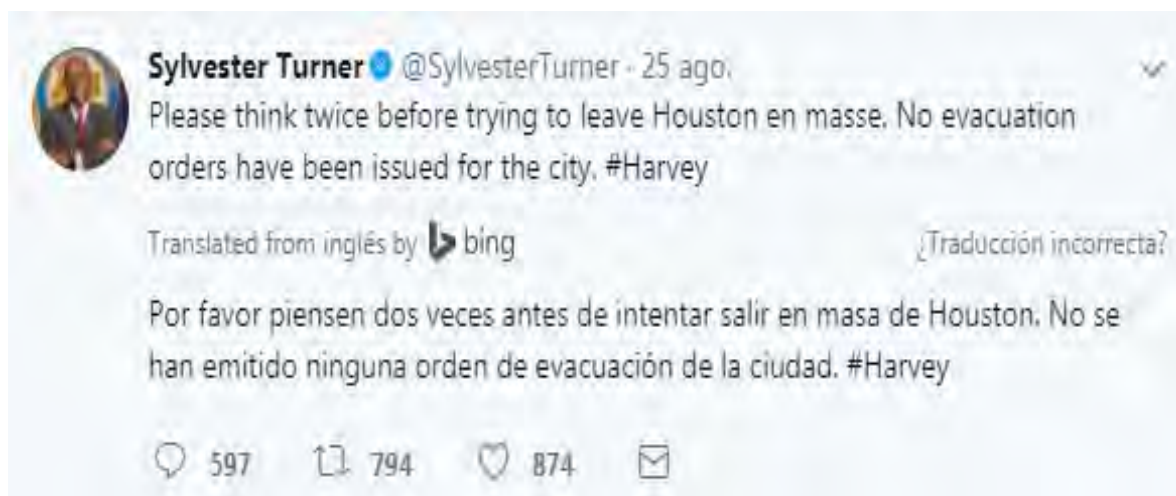 Sylvester Turner @SylvesterTurner · 25 ago.
Please think twice before trying to leave Houston en masse. No evacuation
orders have been issued for the city. #Harvey
Translated from inglés by bing ¿Traducción incorrecta?
Por favor piensen dos veces antes de intentar salir en masa de Houston. No se
han emitido ninguna orden de evacuación de la ciudad. #Harvey
597 794 874